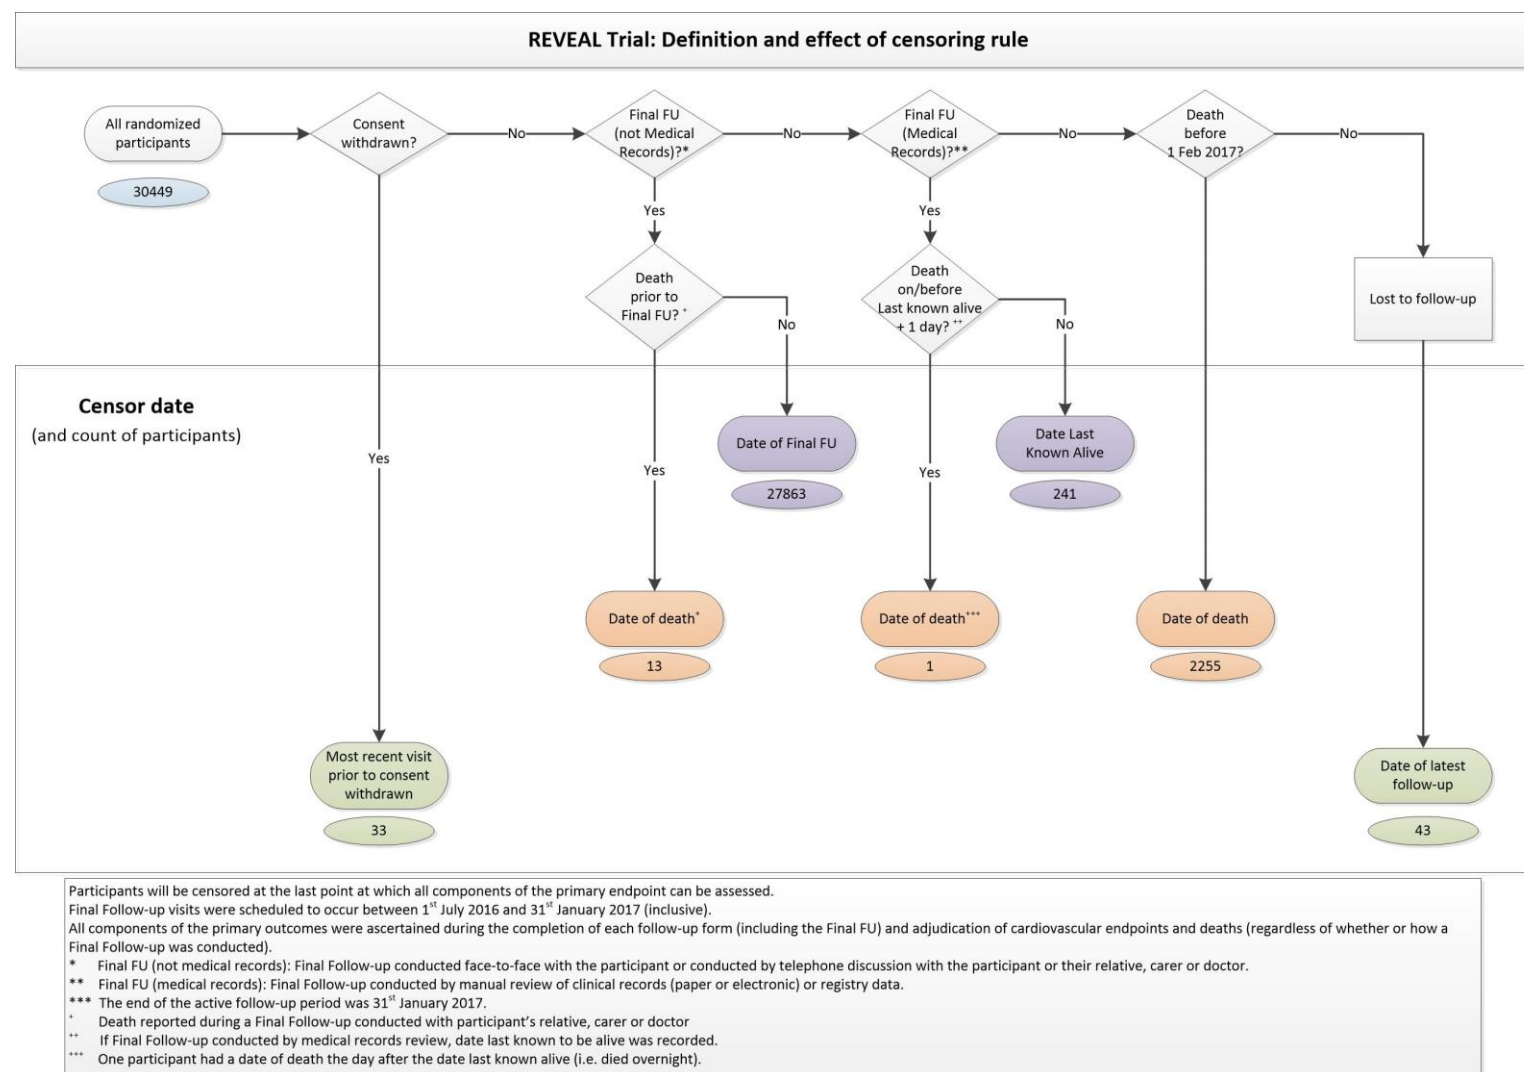 REVEAL Trial: Definition and effect of censoring rule
All randomized
participants
30449
Consent
withdrawn?
No
Final FU
(not Medical
Records)?*
No
Final FU
(Medical
Records)?**
No
Death
before
1 Feb 2017?
No
Yes
Yes
Death
prior to
Final FU? +
No
Death
on/before
Last known alive
+ 1 day? ++
No
Lost to follow-up
Censor date
(and count of participants)
Yes
Yes
Yes
Date of Final FU
27863
Date Last
Known Alive
241
Date of death+
13
Date of death+++
1
Date of death
2255
Most recent visit
prior to consent
withdrawn
33
Date of latest
follow-up
43
Participants will be censored at the last point at which all components of the primary endpoint can be assessed.
Final Follow-up visits were scheduled to occur between 1st July 2016 and 31st January 2017 (inclusive).
All components of the primary outcomes were ascertained during the completion of each follow-up form (including the Final FU) and adjudication of cardiovascular endpoints and deaths (regardless of whether or how a
Final Follow-up was conducted).
* Final FU (not medical records): Final Follow-up conducted face-to-face with the participant or conducted by telephone discussion with the participant or their relative, carer or doctor.
** Final FU (medical records): Final Follow-up conducted by manual review of clinical records (paper or electronic) or registry data.
*** The end of the active follow-up period was 31st January 2017.
+ Death reported during a Final Follow-up conducted with participant's relative, carer or doctor
++ If Final Follow-up conducted by medical records review, date last known to be alive was recorded.
+++ One participant had a date of death the day after the date last known alive (i.e. died overnight).